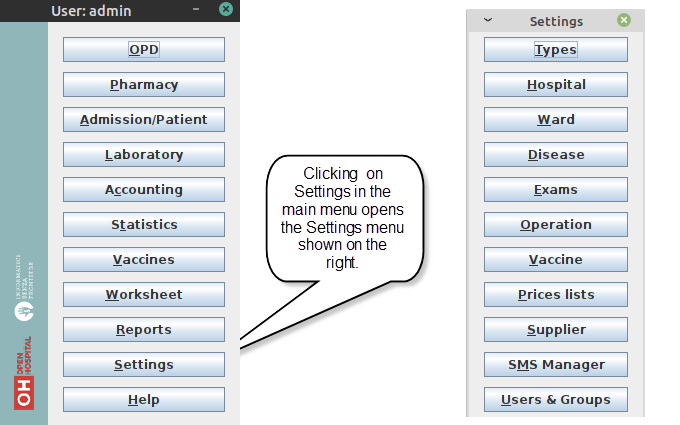 User: admin
OPD
Pharmacy
Admission/Patient
Laboratory
Accounting
Statistics
Vaccines
Worksheet
Reports
Settings
Help
INFORMATICI
SENZA
FRONTIERE
OH OPEN
HOSPITAL
Clicking on
Settings in the
main menu opens
the Settings menu
shown on the
right.
Settings
Types
Hospital
Ward
Disease
Exams
Operation
Vaccine
Prices lists
Supplier
SMS Manager
Users & Groups